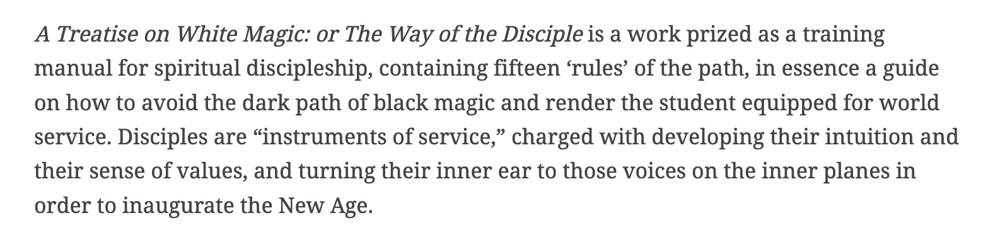 A Treatise on White Magic: or The Way of the Disciple is a work prized as a training
manual for spiritual discipleship, containing fifteen ‘rules’ of the path, in essence a guide
on how to avoid the dark path of black magic and render the student equipped for world
service. Disciples are “instruments of service,” charged with developing their intuition and
their sense of values, and turning their inner ear to those voices on the inner planes in
order to inaugurate the New Age.